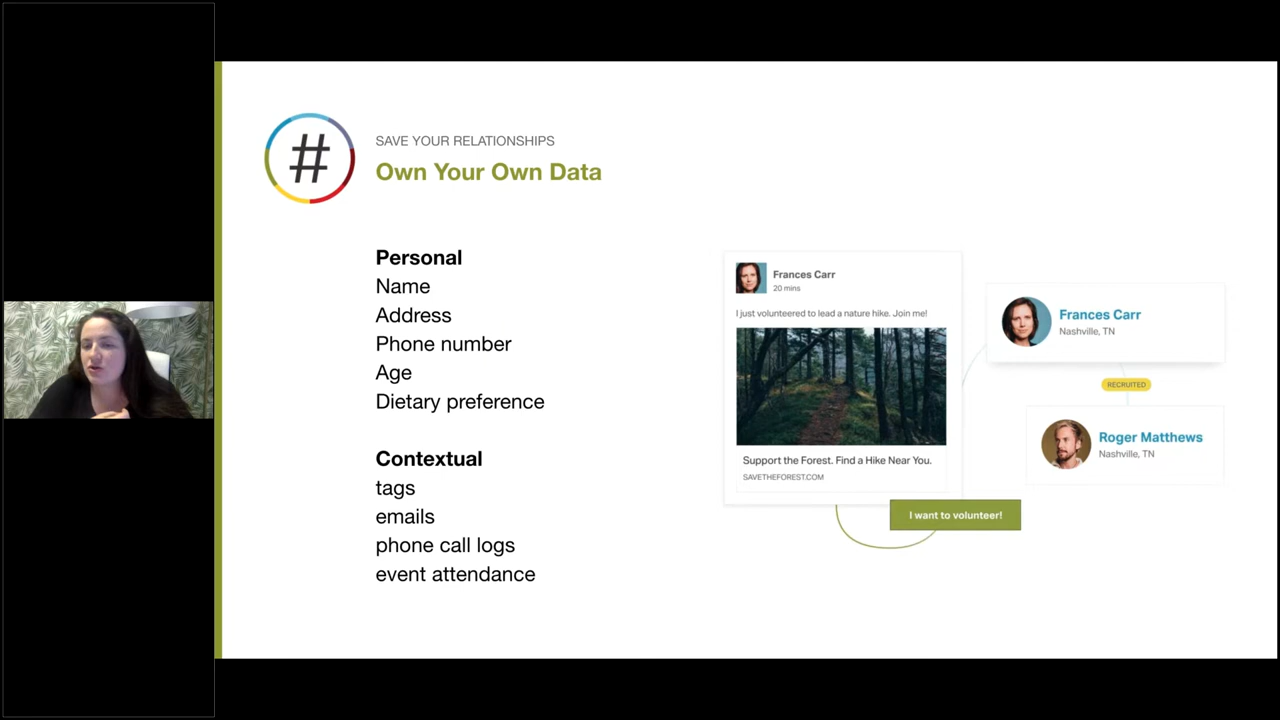 #
SAVE YOUR RELATIONSHIPS
Own Your Own Data
Personal
Name
Address
Phone number
Age
Dietary preference
Contextual
tags
emails
phone call logs
event attendance
Frances Carr
20 mins
I just volunteered to lead a nature hike. Join me!
Support the Forest. Find a Hike Near You.
SAVETHEFOREST.COM
I want to volunteer!
Frances Carr
Nashville, TN
RECRUITED
Roger Matthews
Nashville, TN